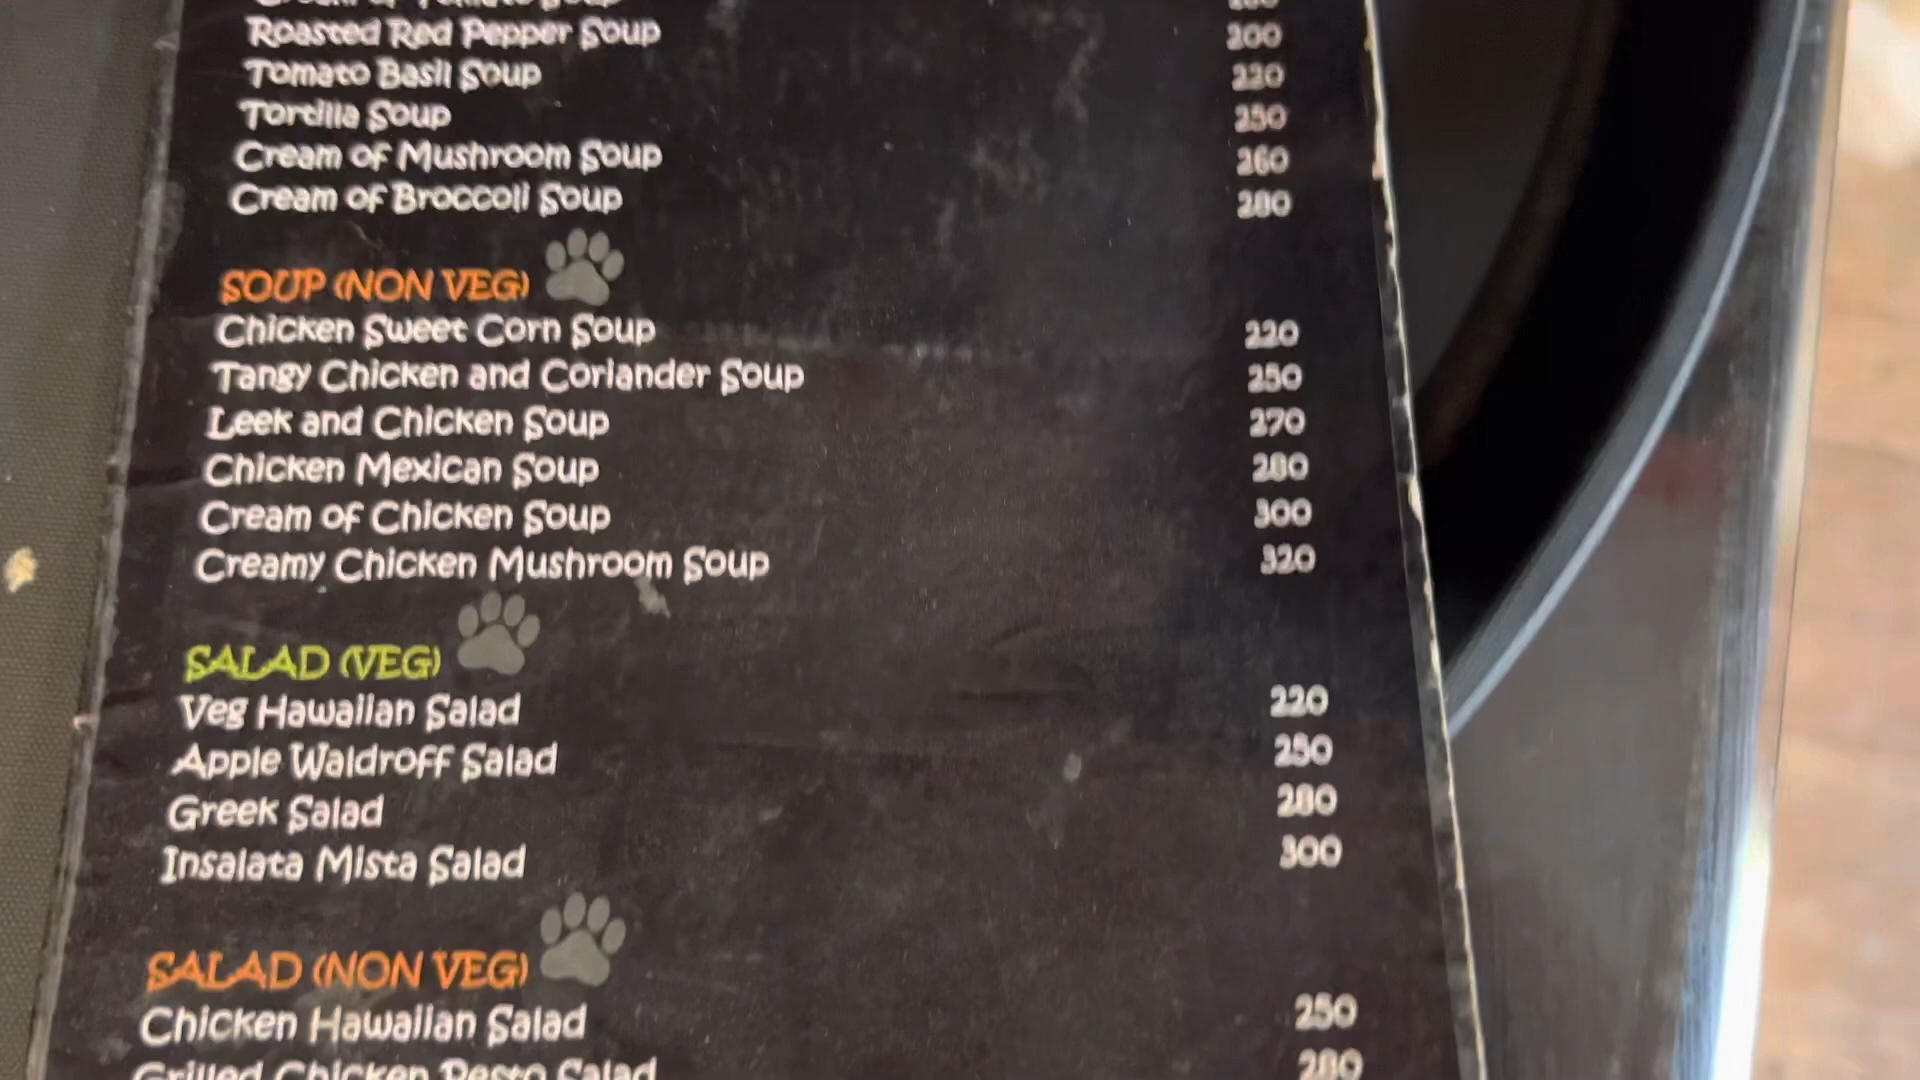 Cream of Tomato Soup
Roasted Red Pepper Soup 200
Tomato Basil Soup 220
Tortilla Soup 250
Cream of Mushroom Soup 260
Cream of Broccoli Soup 280
SOUP (NON VEG)
Chicken Sweet Corn Soup 220
Tangy Chicken and Coriander Soup 250
Leek and Chicken Soup 270
Chicken Mexican Soup 280
Cream of Chicken Soup 300
Creamy Chicken Mushroom Soup 320
SALAD (VEG)
Veg Hawaiian Salad 220
Apple Waldroff Salad 250
Greek Salad 280
Insalata Mista Salad 300
SALAD (NON VEG)
Chicken Hawaiian Salad 250
Grilled Chicken Pesto Salad 280